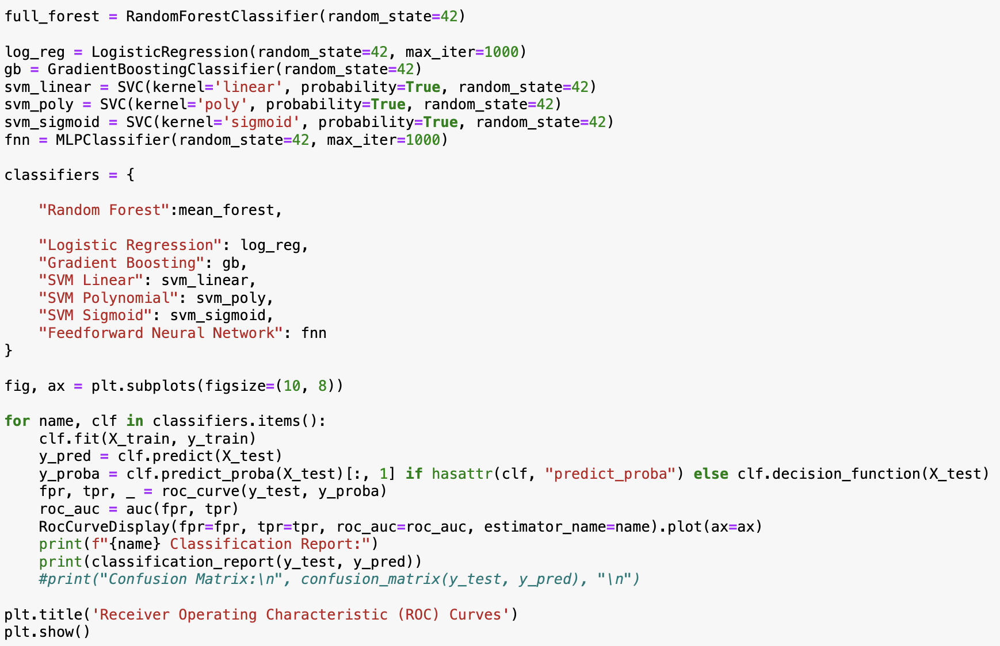 full_forest = RandomForestClassifier(random_state=42)
log_reg = LogisticRegression(random_state=42, max_iter=1000)
gb = GradientBoostingClassifier(random_state=42)
svm_linear = SVC(kernel='linear', probability=True, random_state=42)
svm_poly = SVC(kernel='poly', probability=True, random_state=42)
svm_sigmoid = SVC(kernel='sigmoid', probability=True, random_state=42)
fnn = MLPClassifier(random_state=42, max_iter=1000)
classifiers = {
    "Random Forest":mean_forest,
    "Logistic Regression": log_reg,
    "Gradient Boosting": gb,
    "SVM Linear": svm_linear,
    "SVM Polynomial": svm_poly,
    "SVM Sigmoid": svm_sigmoid,
    "Feedforward Neural Network": fnn
}
fig, ax = plt.subplots(figsize=(10, 8))
for name, clf in classifiers.items():
    clf.fit(X_train, y_train)
    y_pred = clf.predict(X_test)
    y_proba = clf.predict_proba(X_test)[:, 1] if hasattr(clf, "predict_proba") else clf.decision_function(X_test)
    fpr, tpr, _ = roc_curve(y_test, y_proba)
    roc_auc = auc(fpr, tpr)
    RocCurveDisplay(fpr=fpr, tpr=tpr, roc_auc=roc_auc, estimator_name=name).plot(ax=ax)
    print(f"{name} Classification Report:")
    print(classification_report(y_test, y_pred))
    #print("Confusion Matrix:\n", confusion_matrix(y_test, y_pred), "\n")
plt.title('Receiver Operating Characteristic (ROC) Curves')
plt.show()